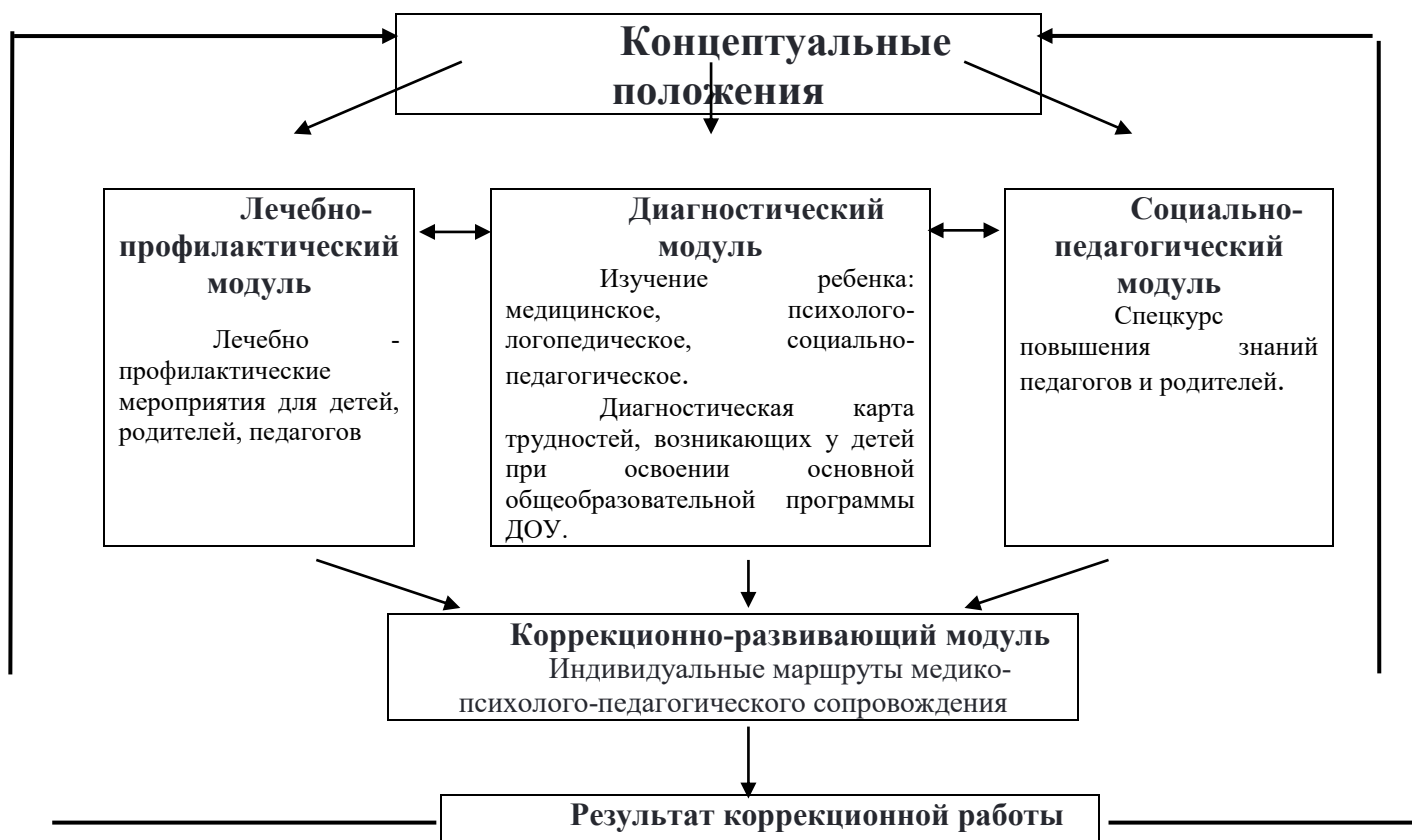 Концептуальные
положения
Лечебно-
профилактический
модуль
Лечебно -
профилактические
мероприятия для детей,
родителей, педагогов
Диагностический
модуль
Изучение ребенка:
медицинское, психолого-
логопедическое, социально-
педагогическое.
Диагностическая карта
трудностей, возникающих у детей
при освоении основной
общеобразовательной программы
ДОУ.
Социально-
педагогический
модуль
Спецкурс
повышения знаний
педагогов и родителей.
Коррекционно-развивающий модуль
Индивидуальные маршруты медико-
психолого-педагогического сопровождения
Результат коррекционной работы